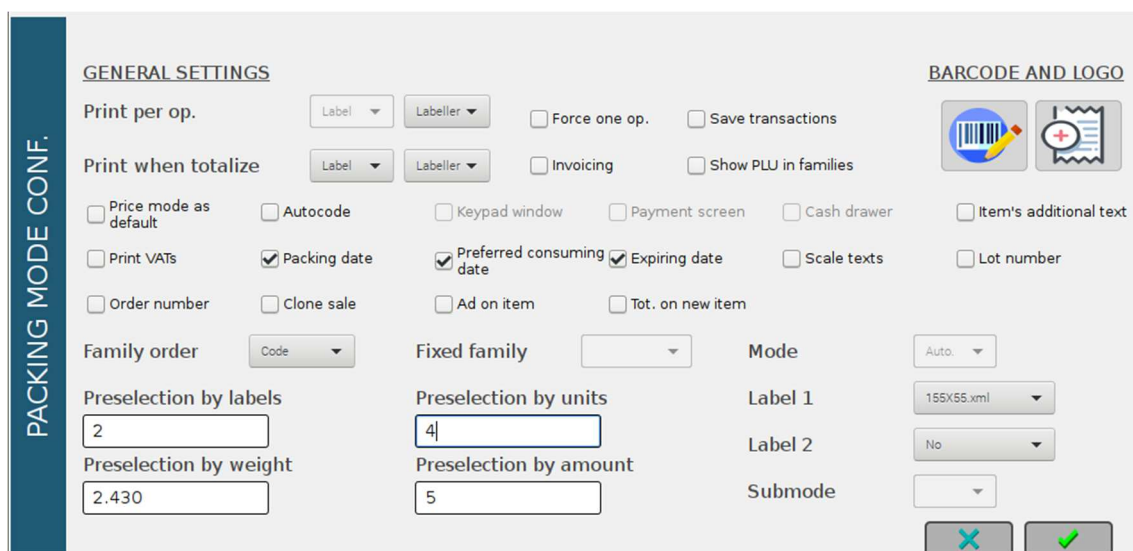 PACKING MODE CONF.
GENERAL SETTINGS
BARCODE AND LOGO
Print per op. Label Labeller Force one op. Save transactions
Print when totalize Label Labeller Invoicing Show PLU in families
Price mode as
default
Autocode Keypad window Payment screen Cash drawer Item's additional text
Print VATs Packing date
Preferred consuming
date
Expiring date Scale texts Lot number
Order number Clone sale Ad on item Tot. on new item
Family order Code Fixed family Mode Auto.
Preselection by labels Preselection by units Label 1 155X55.xml
2 4
Label 2 No
Preselection by weight Preselection by amount
2.430 5
Submode